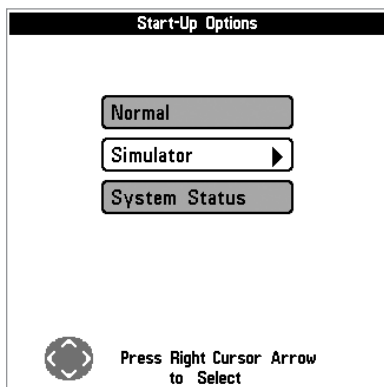 Start-Up Options
Normal
Simulator
System Status
Press Right Cursor Arrow
to Select